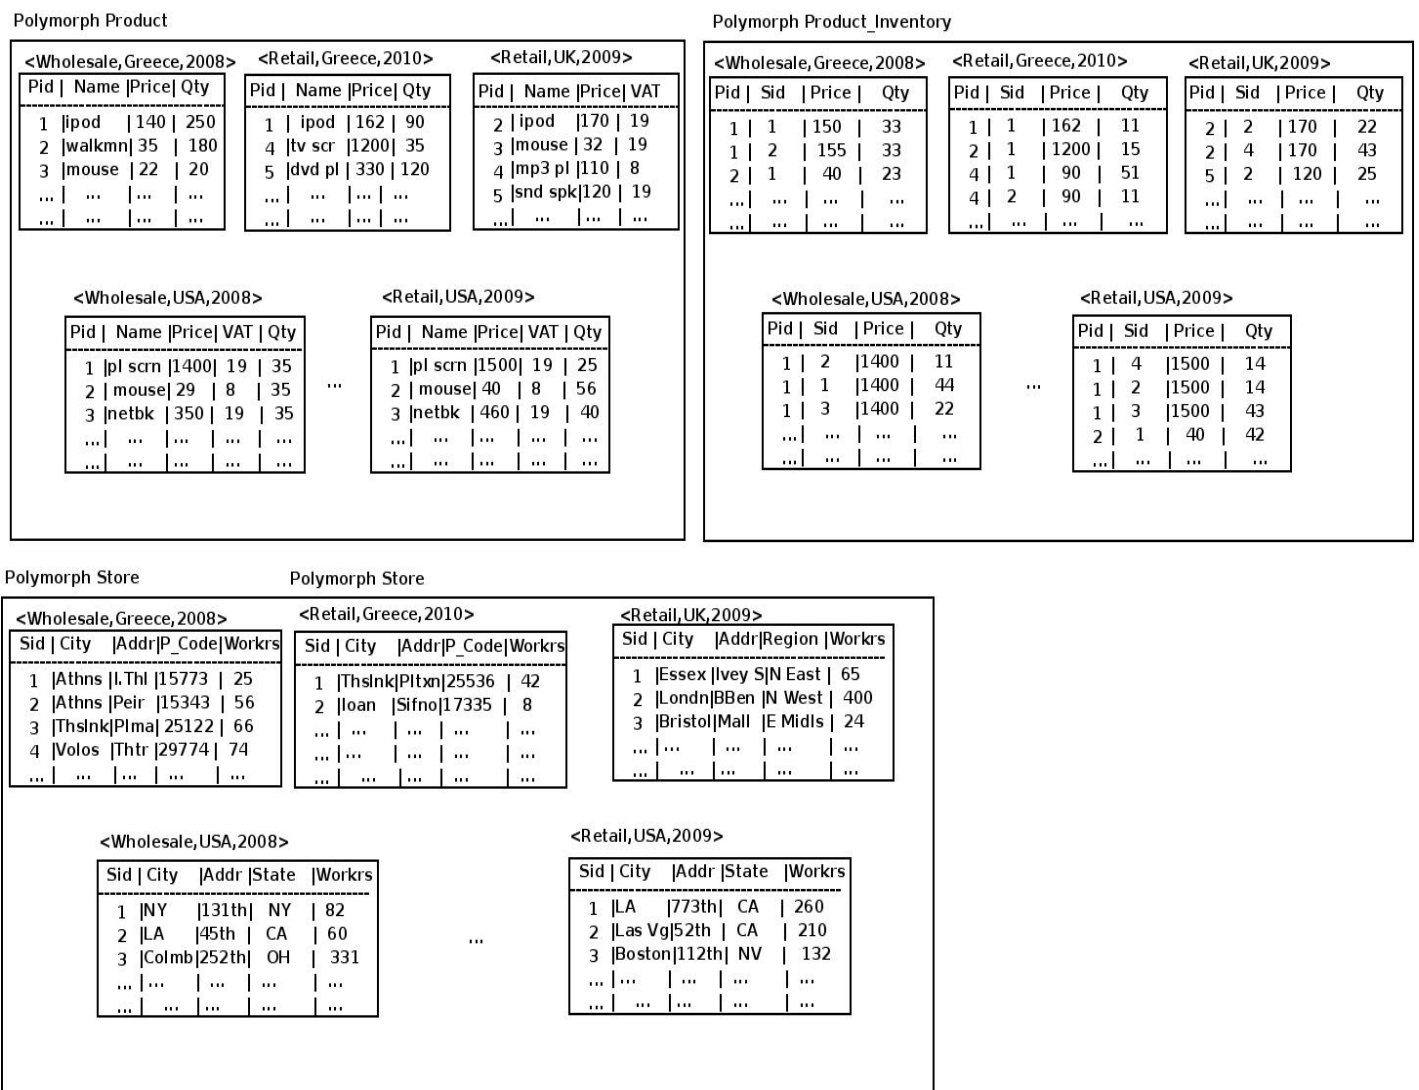 Polymorph Product
<Wholesale,Greece,2008>
Pid | Name |Price| Qty
1 |ipod |140 | 250
2 |walkmn| 35 | 180
3 |mouse |22 | 20
... | ... | ... | ...
... | ... | ... | ...
<Retail,Greece,2010>
Pid | Name |Price| Qty
1 | ipod |162 | 90
4 |tv scr |1200| 35
5 |dvd pl | 330 | 120
... | ... | ... | ...
... | ... | ... | ...
<Retail,UK,2009>
Pid | Name |Price| VAT
2 | ipod |170 | 19
3 |mouse | 32 | 19
4 |mp3 pl |110 | 8
5 |snd spk|120 | 19
...| ... | ... | ...
<Wholesale,USA,2008>
Pid | Name |Price| VAT | Qty
1 |pl scrn |1400| 19 | 35
2 | mouse |29 | 8 | 35
3 |netbk | 350 | 19 | 35
...| ... | ... | ... | ...
...| ... | ... | ... | ...
...
<Retail,USA,2009>
Pid | Name |Price| VAT | Qty
1 |pl scrn |1500| 19 | 25
2 | mouse| 40 | 8 | 56
3 |netbk | 460 | 19 | 40
...| ... | ... | ... | ...
...| ... | ... | ... | ...
Polymorph Product_Inventory
<Wholesale,Greece,2008>
Pid | Sid |Price | Qty
1 | 1 |150 | 33
1 | 2 | 155 | 33
2 | 1 | 40 | 23
...| ... | ... | ...
...| ... | ... | ...
<Retail,Greece,2010>
Pid | Sid |Price | Qty
1 | 1 |162 | 11
2 | 1 |1200 | 15
4 | 1 | 90 | 51
4 | 2 | 90 | 11
...| ... | ... | ...
<Retail,UK,2009>
Pid | Sid |Price | Qty
2 | 2 | 170 | 22
2 | 4 | 170 | 43
5 | 2 | 120 | 25
...| ... | ... | ...
...| ... | ... | ...
<Wholesale,USA,2008>
Pid | Sid |Price | Qty
1 | 2 |1400 | 11
1 | 1 |1400 | 44
1 | 3 |1400 | 22
...| ... | ... | ...
...| ... | ... | ...
...
<Retail,USA,2009>
Pid | Sid |Price | Qty
1 | 4 |1500 | 14
1 | 2 |1500 | 14
1 | 3 |1500 | 43
2 | 1 | 40 | 42
...| ... | ... | ...
Polymorph Store
Polymorph Store
<Wholesale,Greece,2008>
Sid | City |Addr|P_Code|Workrs
1 |Athns |I.Thl |15773 | 25
2 |Athns |Peir |15343 | 56
3 |Thslnk|Plma| 25122 | 66
4 |Volos |Thtr |29774 | 74
... | ... |... | ... | ...
<Retail,Greece,2010>
Sid | City |Addr|P_Code|Workrs
1 |Thslnk|Pltxn|25536 | 42
2 |Ioan |Sifno|17335 | 8
... | ... | ... | ... | ...
... |... | ... | ... | ...
... | ... |... | ... | ...
<Retail,UK,2009>
Sid | City |Addr|Region |Workrs
1 |Essex |Ivey S|N East | 65
2 |Londn|BBen |N West | 400
3 |Bristol|Mall |E Midls | 24
... |... | ... | ... | ...
... | ... |... | ... | ...
<Wholesale,USA,2008>
Sid | City |Addr |State |Workrs
1 |NY |131th| NY | 82
2 |LA |45th | CA | 60
3 |Colmb|252th| OH | 331
... |... | ... | ... | ...
... | ... |... | ... | ...
...
<Retail,USA,2009>
Sid | City |Addr |State |Workrs
1 |LA |773th| CA | 260
2 |Las Vg|52th | CA | 210
3 |Boston|112th| NV | 132
... |... | ... | ... | ...
... | ... |... | ... | ...